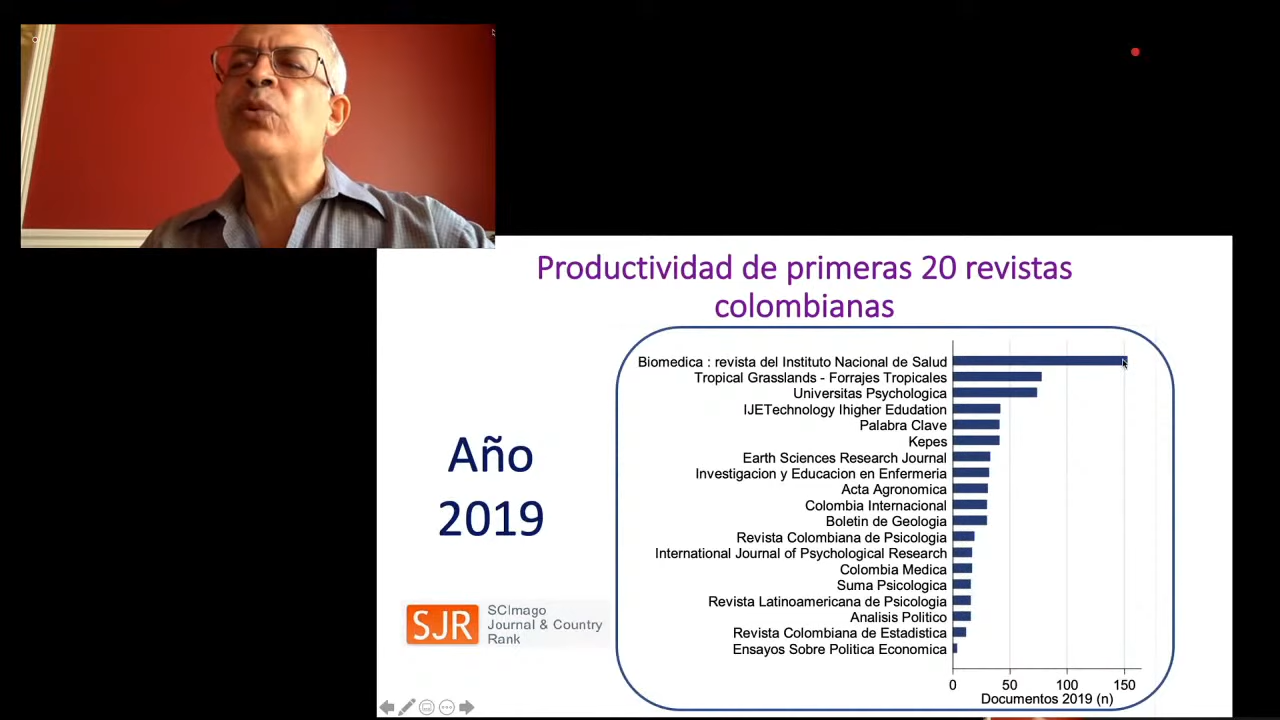 Productividad de primeras 20 revistas
colombianas
Año
2019
SJR
SCImago
Journal & Country
Rank
Biomedica : revista del Instituto Nacional de Salud
Tropical Grasslands - Forrajes Tropicales
Universitas Psychologica
IJETechnology Ihigher Edudation
Palabra Clave
Kepes
Earth Sciences Research Journal
Investigacion y Educacion en Enfermeria
Acta Agronomica
Colombia Internacional
Boletin de Geologia
Revista Colombiana de Psicologia
International Journal of Psychological Research
Colombia Medica
Suma Psicologica
Revista Latinoamericana de Psicologia
Analisis Politico
Revista Colombiana de Estadistica
Ensayos Sobre Politica Economica
0 50 100 150
Documentos 2019 (n)